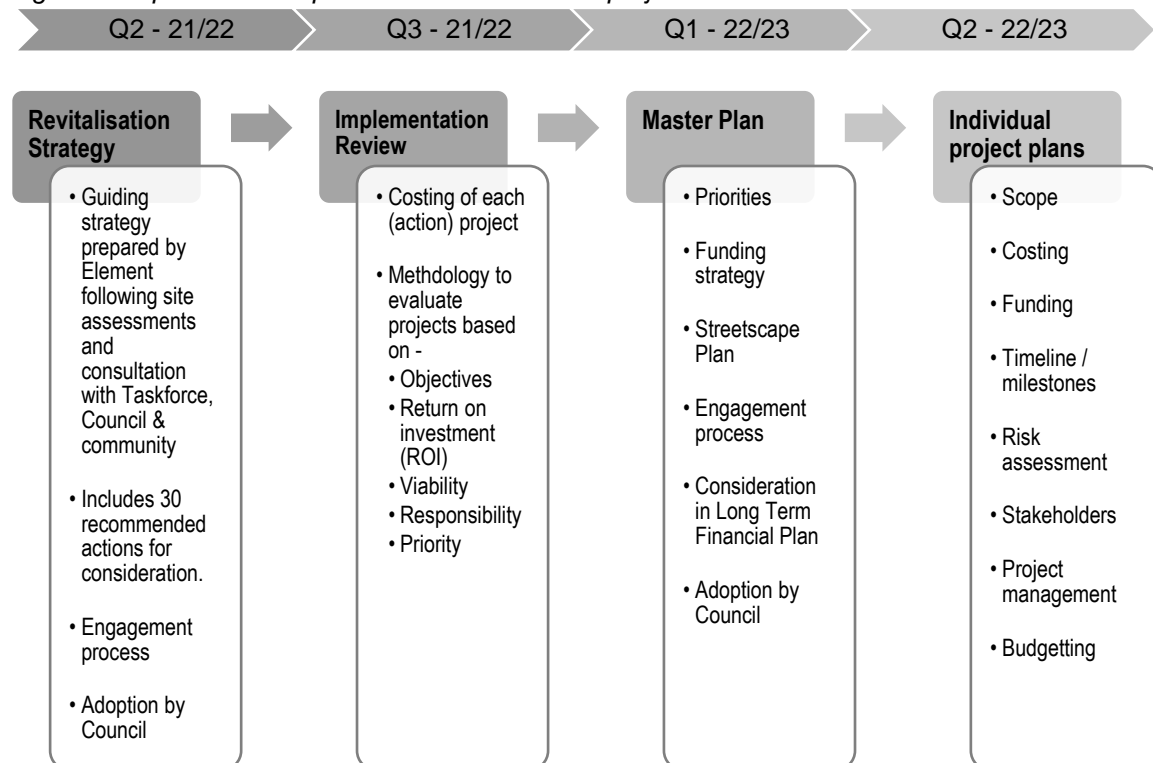 Q2 - 21/22
Q3 - 21/22
Q1 - 22/23
Q2 - 22/23
Revitalisation
Strategy
• Guiding
strategy
prepared by
Element
following site
assessments
and
consultation
with Taskforce,
Council &
community
• Includes 30
recommended
actions for
consideration.
• Engagement
process
• Adoption by
Council
Implementation
Review
• Costing of each
(action) project
• Methdology to
evaluate
projects based
on -
• Objectives
• Return on
investment
(ROI)
• Viability
• Responsibility
• Priority
Master Plan
• Priorities
• Funding
strategy
• Streetscape
Plan
• Engagement
process
• Consideration
in Long Term
Financial Plan
• Adoption by
Council
Individual
project plans
• Scope
• Costing
• Funding
• Timeline /
milestones
• Risk
assessment
• Stakeholders
• Project
management
• Budgetting